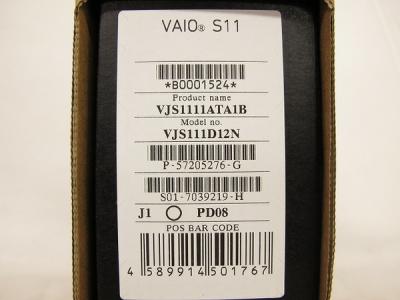 VAIO® S11
*B0001524*
Product name
VJS1111ATA1B
Model no.
VJS111D12N
P-57205276-G
S01-7039219-H
J1 PD08
POS BAR CODE
4 589914 501767